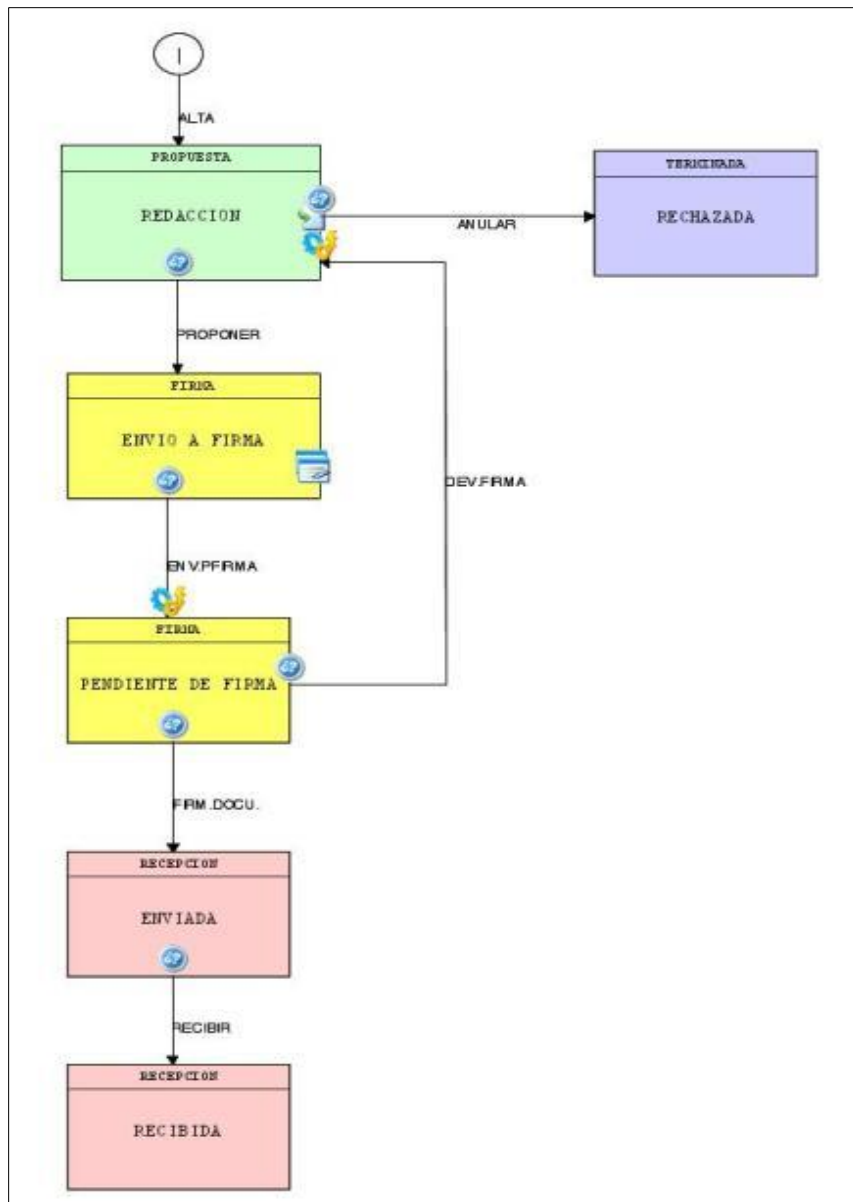 I
ALTA
PROPUESTA
REDACCION
TERMINADA
RECHAZADA
ANULAR
PROPONER
FIRMA
ENVIO A FIRMA
DEV.FIRMA
ENV.PFIRMA
FIRMA
PENDIENTE DE FIRMA
FIRM.DOCU.
RECEPCION
ENVIADA
RECIBIR
RECEPCION
RECIBIDA